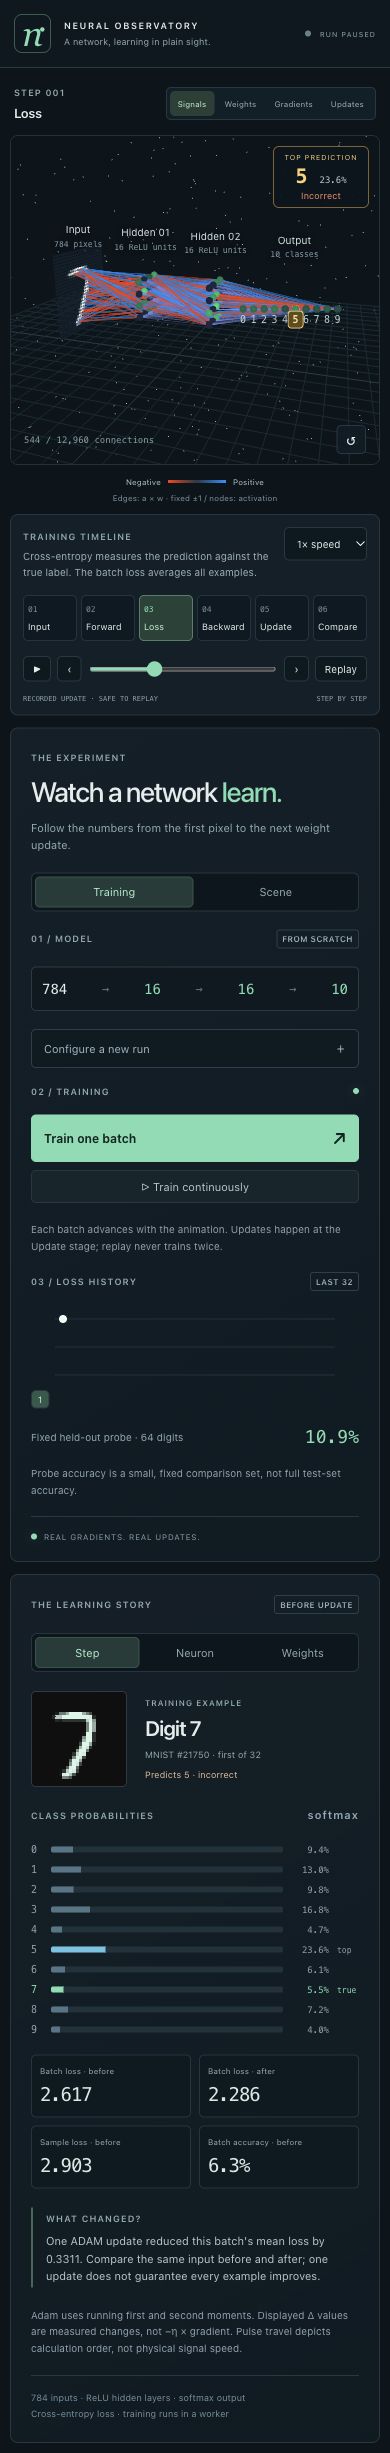 n
NEURAL OBSERVATORY
A network, learning in plain sight.
RUN PAUSED
STEP 001
Loss
Signals Weights Gradients Updates
TOP PREDICTION
5 23.6%
Incorrect
Input
784 pixels
Hidden 01
16 ReLU units
Hidden 02
16 ReLU units
Output
10 classes
0 1 2 3 4 5 6 7 8 9
544 / 12,960 connections
↺
Negative Positive
Edges: a × w · fixed ±1 / nodes: activation
TRAINING TIMELINE
Cross-entropy measures the prediction against the
true label. The batch loss averages all examples.
1× speed
01 02 03 04 05 06
Input Forward Loss Backward Update Compare
▶ ‹ › Replay
RECORDED UPDATE · SAFE TO REPLAY STEP BY STEP
THE EXPERIMENT
Watch a network learn.
Follow the numbers from the first pixel to the next weight
update.
Training Scene
01 / MODEL FROM SCRATCH
784 → 16 → 16 → 10
Configure a new run +
02 / TRAINING
Train one batch
▷ Train continuously
Each batch advances with the animation. Updates happen at the
Update stage; replay never trains twice.
03 / LOSS HISTORY LAST 32
1
Fixed held-out probe · 64 digits 10.9%
Probe accuracy is a small, fixed comparison set, not full test-set
accuracy.
REAL GRADIENTS. REAL UPDATES.
THE LEARNING STORY BEFORE UPDATE
Step Neuron Weights
TRAINING EXAMPLE
Digit 7
MNIST #21750 · first of 32
Predicts 5 · incorrect
CLASS PROBABILITIES softmax
0 9.4%
1 13.0%
2 9.8%
3 16.8%
4 4.7%
5 23.6% top
6 6.1%
7 5.5% true
8 7.2%
9 4.0%
Batch loss · before
2.617
Batch loss · after
2.286
Sample loss · before
2.903
Batch accuracy · before
6.3%
WHAT CHANGED?
One ADAM update reduced this batch's mean loss by
0.3311. Compare the same input before and after; one
update does not guarantee every example improves.
Adam uses running first and second moments. Displayed Δ values
are measured changes, not −η × gradient. Pulse travel depicts
calculation order, not physical signal speed.
784 inputs · ReLU hidden layers · softmax output
Cross-entropy loss · training runs in a worker